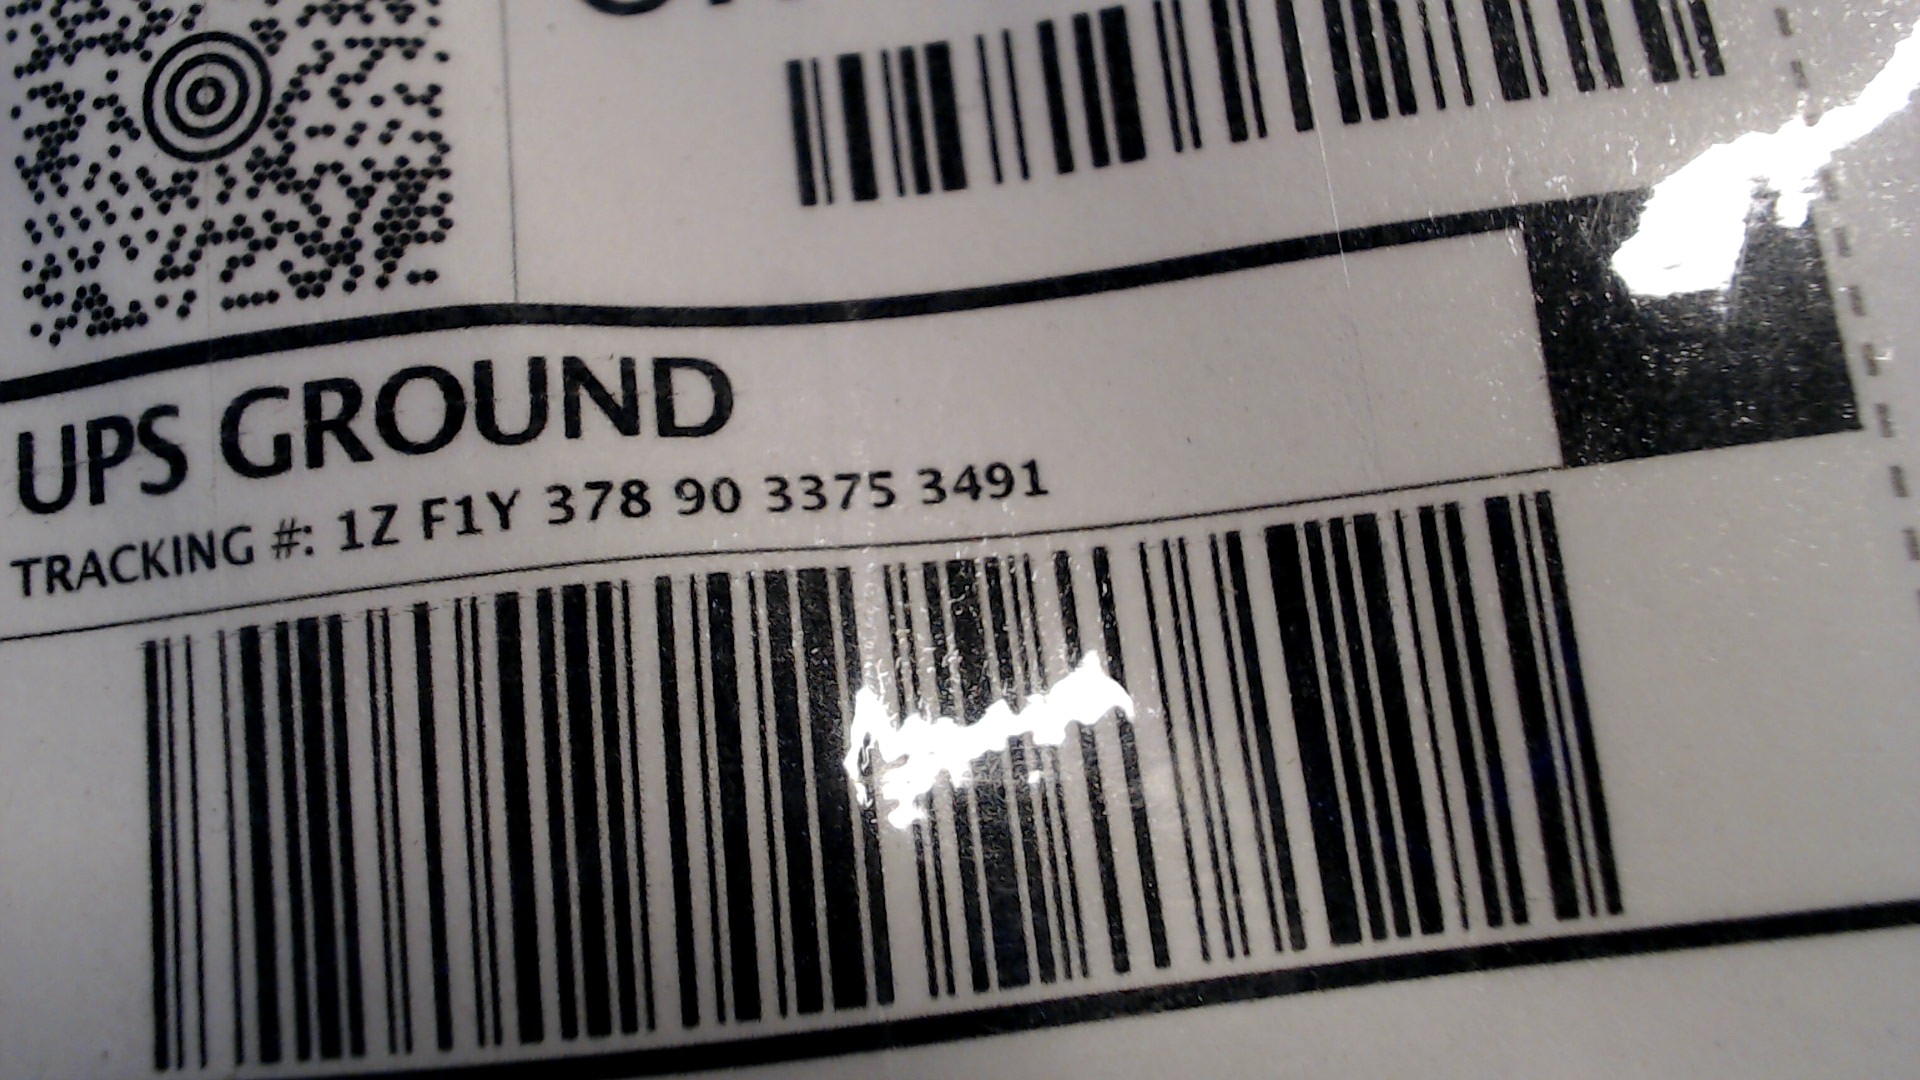 UPS GROUND
TRACKING #: 1Z F1Y 378 90 3375 3491